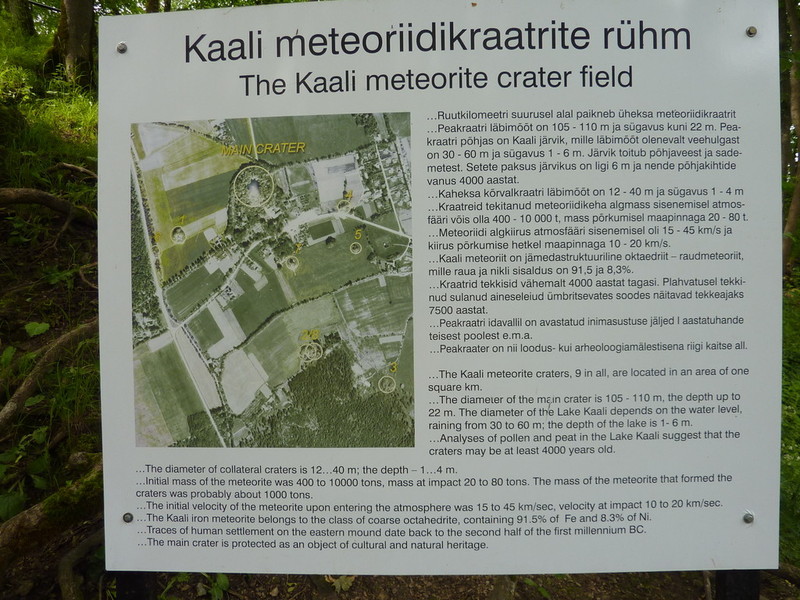 Kaali meteoriidikraatrite rühm
The Kaali meteorite crater field
...Ruutkilomeetri suurusel alal paikneb üheksa meteoriidikraatrit
...Peakraatri läbimõõt on 105 - 110 m ja sügavus kuni 22 m. Pea-
kraatri põhjas on Kaali järvik, mille läbimõõt olenevalt veehulgast
on 30 - 60 m ja sügavus 1 - 6 m. Järvik toitub põhjaveest ja sade-
metest. Setete paksus järvikus on ligi 6 m ja nende põhjakihtide
vanus 4000 aastat.
...Kaheksa kõrvalkraatri läbimõõt on 12 - 40 m ja sügavus 1 - 4 m
...Kraatreid tekitanud meteoriidikeha algmass sisenemisel atmos-
fääri võis olla 400 - 10 000 t, mass põrkumisel maapinnaga 20 - 80 t.
...Meteoriidi algkiirus atmosfääri sisenemisel oli 15 - 45 km/s ja
kiirus põrkumise hetkel maapinnaga 10 - 20 km/s.
...Kaali meteoriit on jämedastruktuuriline oktaedriit – raudmeteoriit,
mille raua ja nikli sisaldus on 91,5 ja 8,3%.
...Kraatrid tekkisid vähemalt 4000 aastat tagasi. Plahvatusel tekki-
nud sulanud aineseleiud ümbritsevates soodes näitavad tekkeajaks
7500 aastat.
...Peakraatri idavallil on avastatud inimasustuse jäljed I aastatuhande
teisest poolest e.m.a.
...Peakraater on nii loodus- kui arheoloogiamälestisena riigi kaitse all.
MAIN CRATER
1
4
5
2/8
3
...The Kaali meteorite craters, 9 in all, are located in an area of one
square km.
...The diameter of the main crater is 105 - 110 m, the depth up to
22 m. The diameter of the Lake Kaali depends on the water level,
raining from 30 to 60 m; the depth of the lake is 1- 6 m.
...Analyses of pollen and peat in the Lake Kaali suggest that the
craters may be at least 4000 years old.
...The diameter of collateral craters is 12...40 m; the depth – 1...4 m.
...Initial mass of the meteorite was 400 to 10000 tons, mass at impact 20 to 80 tons. The mass of the meteorite that formed the
craters was probably about 1000 tons.
...The initial velocity of the meteorite upon entering the atmosphere was 15 to 45 km/sec, velocity at impact 10 to 20 km/sec.
...The Kaali iron meteorite belongs to the class of coarse octahedrite, containing 91.5% of Fe and 8.3% of Ni.
...Traces of human settlement on the eastern mound date back to the second half of the first millennium BC.
...The main crater is protected as an object of cultural and natural heritage.